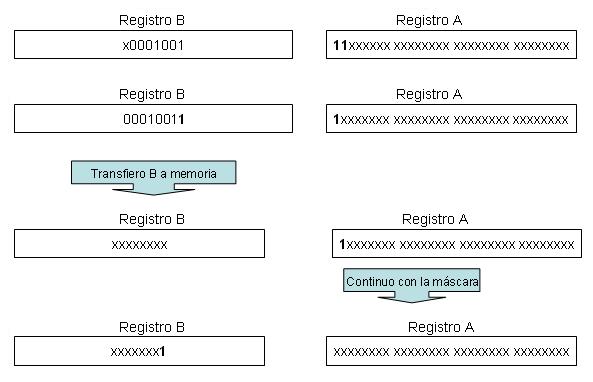 Registro B Registro A
x0001001 11xxxxxx xxxxxxxx xxxxxxxx xxxxxxxx
Registro B Registro A
00010011 1xxxxxxx xxxxxxxx xxxxxxxx xxxxxxxx
Transfiero B a memoria
Registro B Registro A
xxxxxxxx 1xxxxxxx xxxxxxxx xxxxxxxx xxxxxxxx
Continuo con la máscara
Registro B Registro A
xxxxxxx1 xxxxxxxx xxxxxxxx xxxxxxxx xxxxxxxx